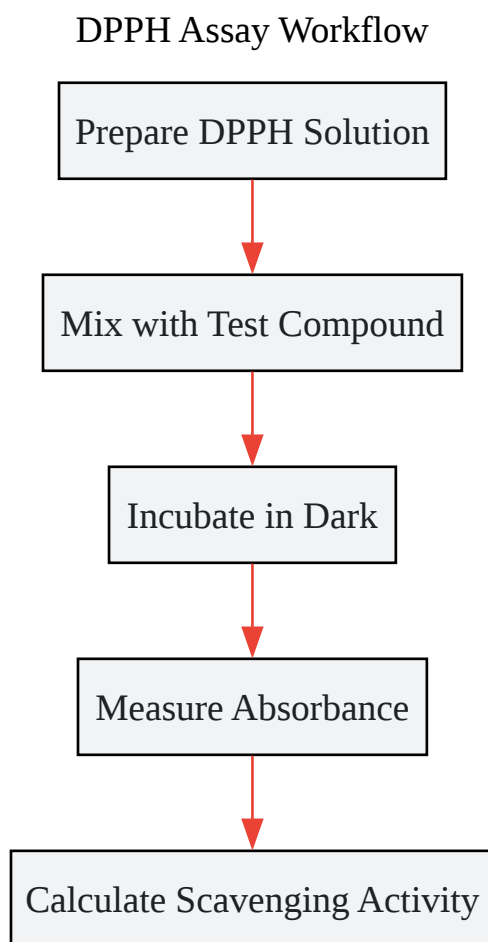 DPPH Assay Workflow
Prepare DPPH Solution
Mix with Test Compound
Incubate in Dark
Measure Absorbance
Calculate Scavenging Activity